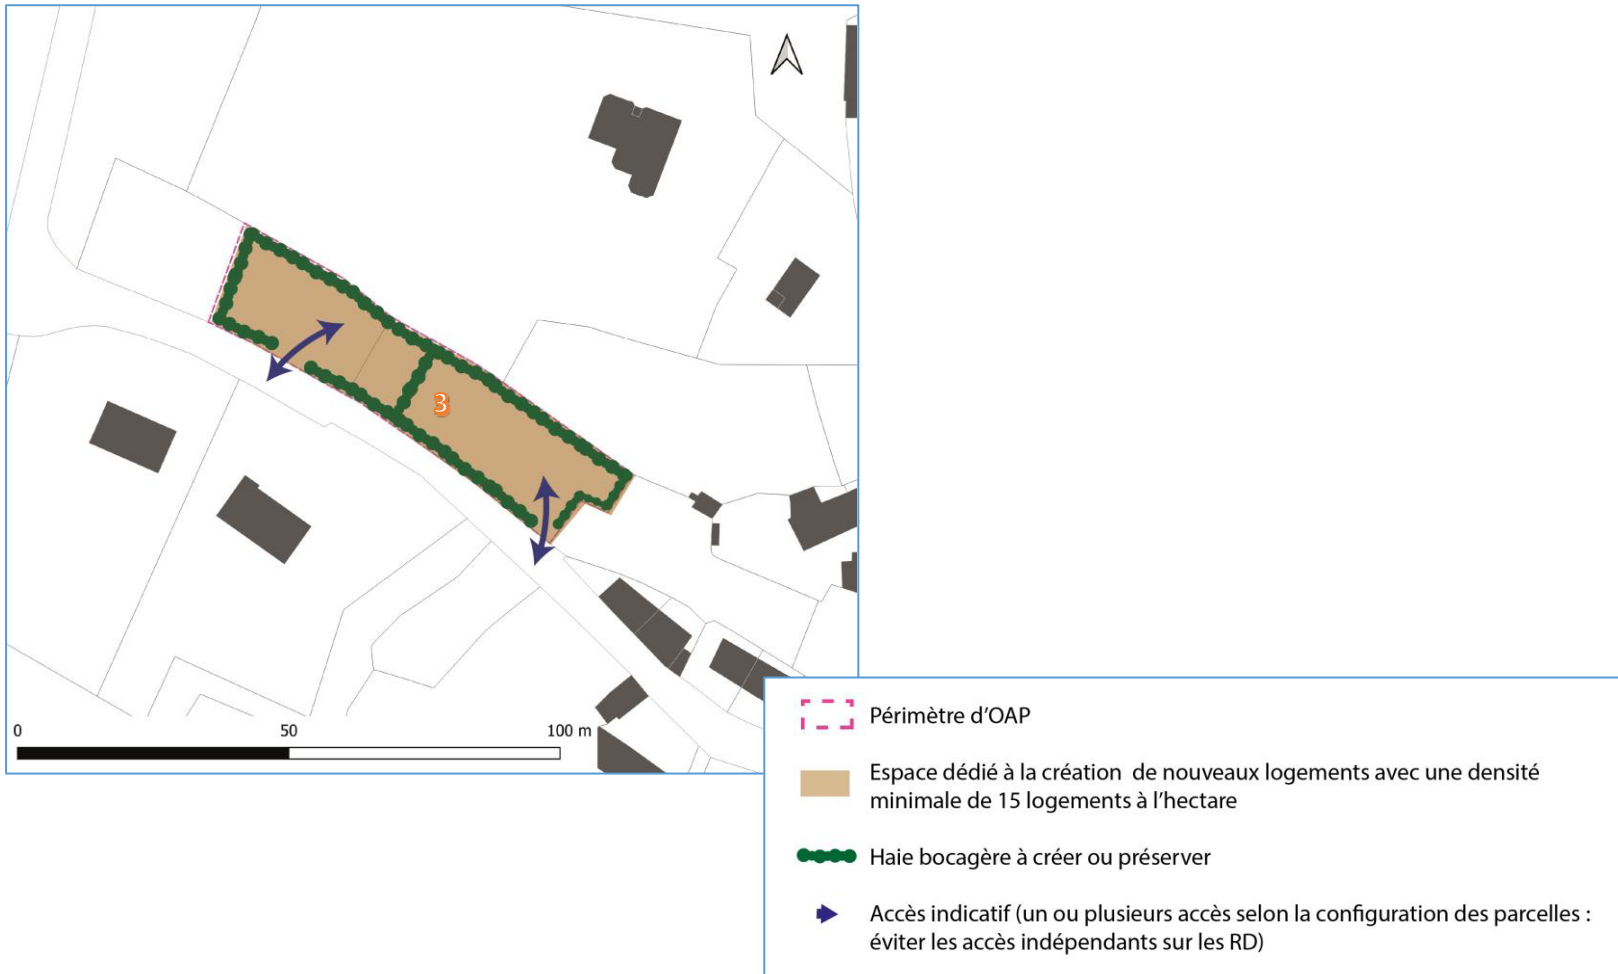 3
0 50 100 m
Périmètre d’OAP
Espace dédié à la création de nouveaux logements avec une densité
minimale de 15 logements à l’hectare
Haie bocagère à créer ou préserver
Accès indicatif (un ou plusieurs accès selon la configuration des parcelles :
éviter les accès indépendants sur les RD)